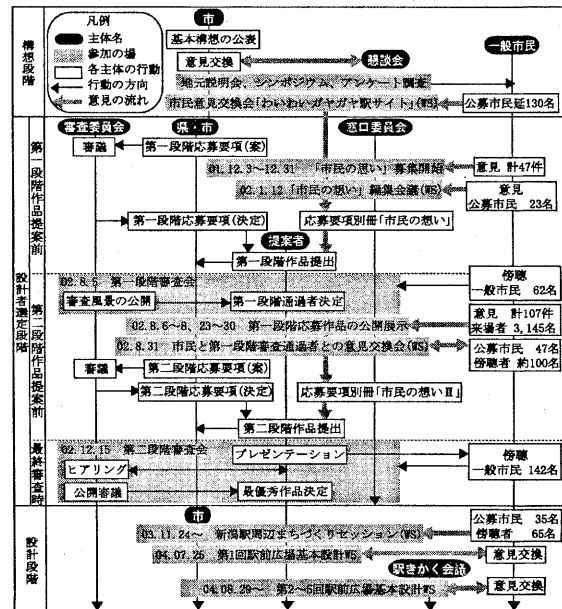 凡例
主体名
参加の場
各主体の行動
行動の方向
意見の流れ
構想段階
市
基本構想の公表
意見交換
懇談会
一般市民
地元説明会、シンポジウム、アンケート調査
市民意見交換会「わいわいガヤガヤ駅サイト」(WS)
公募市民延130名
設計者選定段階
第一段階作品提案前
審査委員会
県・市
窓口委員会
審議
第一段階応募要項(案)
01.12.3～12.31 「市民の思い」募集開始
意見 計47件
02.1.12「市民の想い」編集会議(WS)
意見
公募市民 23名
第一段階応募要項(決定)
応募要項別冊「市民の想い」
提案者
第一段階作品提出
第二段階作品提案前
02.8.5 第一段階審査会
傍聴
一般市民 62名
審査風景の公開
第一段階通過者決定
02.8.6～8、23～30 第一段階応募作品の公開展示
意見 計107件
来場者 3,145名
02.8.31 市民と第一段階審査通過者との意見交換会(WS)
公募市民 47名
傍聴者 約100名
審議
第二段階応募要項(案)
第二段階応募要項(決定)
応募要項別冊「市民の想いⅡ」
第二段階作品提出
最終審査時
02.12.15 第二段階審査会
プレゼンテーション
傍聴
一般市民 142名
ヒアリング
公開審議
最優秀作品決定
設計段階
市
03.11.24～ 新潟駅周辺まちづくりセッション(WS)
公募市民 35名
傍聴者 65名
04.07.25 第1回駅前広場基本設計WS
意見交換
駅きかく会議
04.08.29～ 第2～5回駅前広場基本設計WS
意見交換